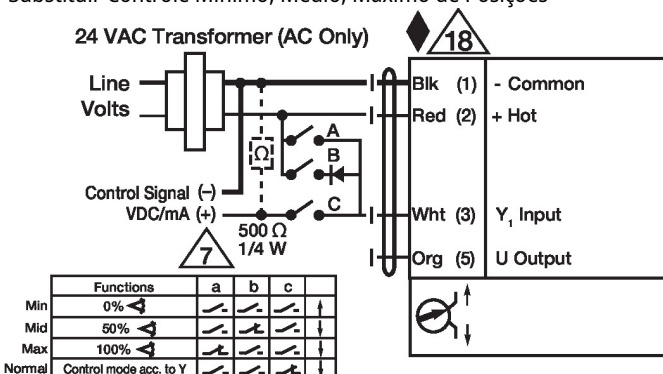 Substituir Controle Mínimo, Médio, Máximo de Posições
24 VAC Transformer (AC Only)
18
Line
Volts
Blk (1) - Common
Red (2) + Hot
A
B
C
Ω
Control Signal (–)
VDC/mA (+)
500 Ω
1/4 W
7
Wht (3) Y1 Input
Org (5) U Output
Functions a b c
Min 0%
Mid 50%
Max 100%
Normal Control mode acc. to Y